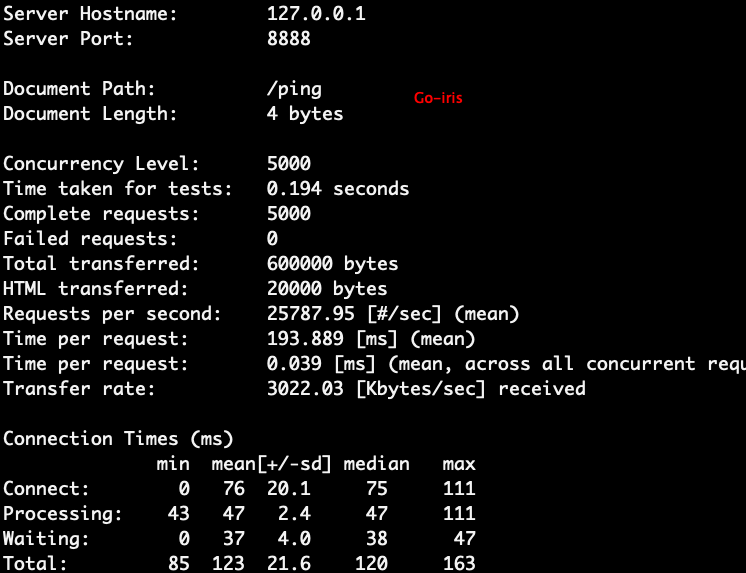 Server Hostname: 127.0.0.1
Server Port: 8888
Document Path: /ping
Go-iris
Document Length: 4 bytes
Concurrency Level: 5000
Time taken for tests: 0.194 seconds
Complete requests: 5000
Failed requests: 0
Total transferred: 600000 bytes
HTML transferred: 20000 bytes
Requests per second: 25787.95 [#/sec] (mean)
Time per request: 193.889 [ms] (mean)
Time per request: 0.039 [ms] (mean, across all concurrent requ
Transfer rate: 3022.03 [Kbytes/sec] received
Connection Times (ms)
min mean[+/-sd] median max
Connect: 0 76 20.1 75 111
Processing: 43 47 2.4 47 111
Waiting: 0 37 4.0 38 47
Total: 85 123 21.6 120 163